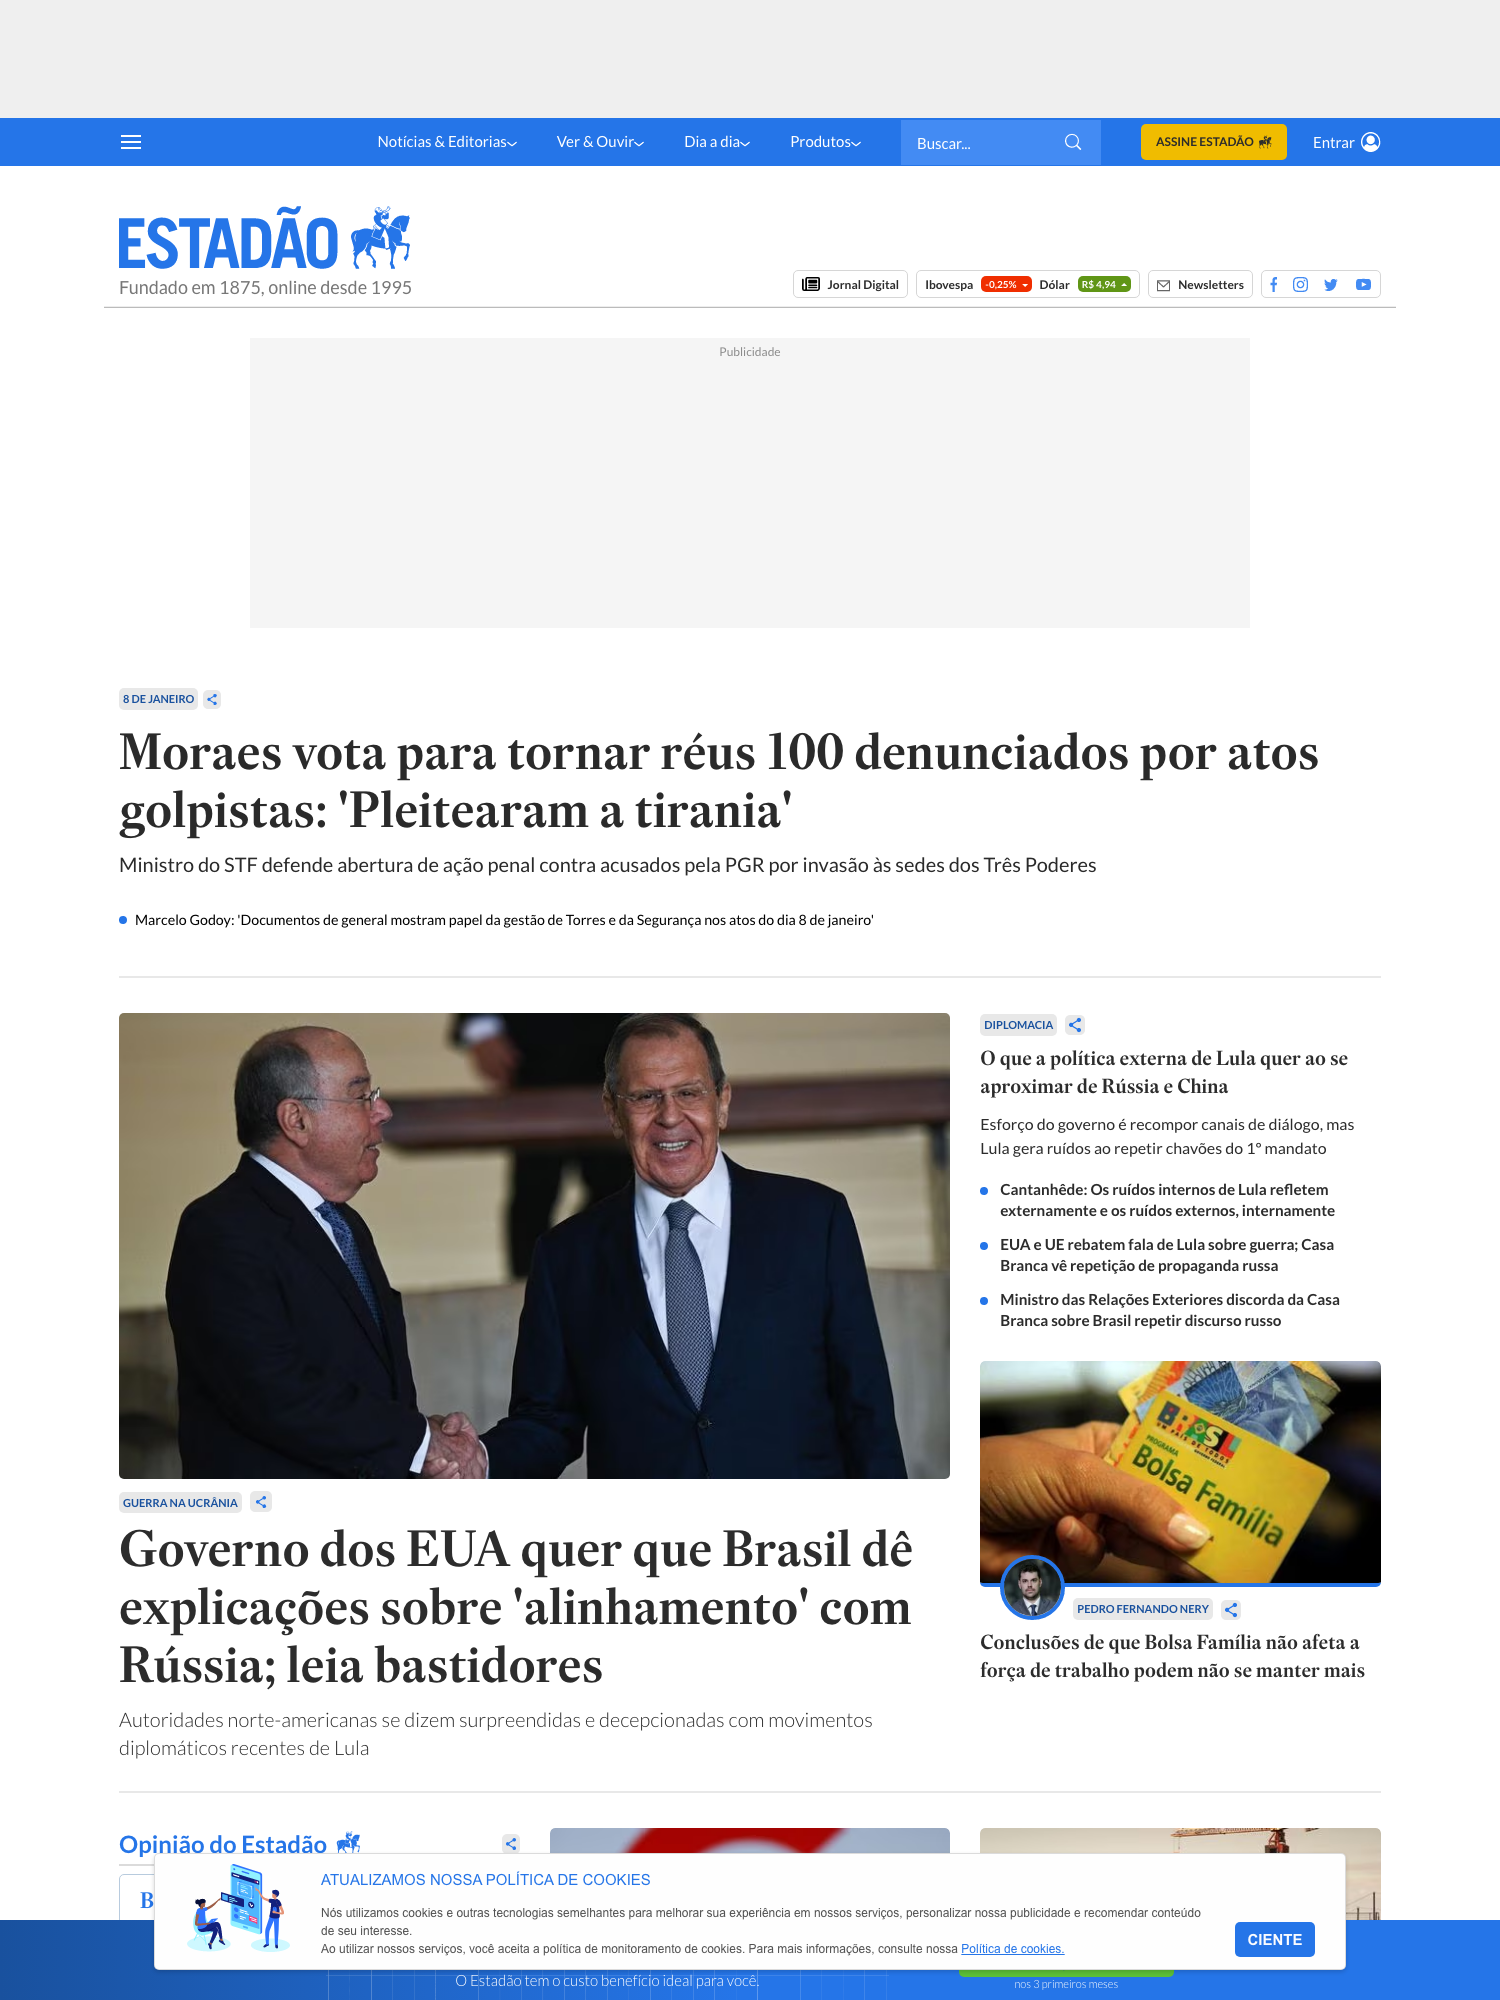 Notícias & Editorias
Ver & Ouvir
Dia a dia
Produtos
Buscar...
ASSINE ESTADÃO
Entrar
ESTADÃO
Fundado em 1875, online desde 1995
Jornal Digital
Ibovespa -0,25% Dólar R$ 4,94
Newsletters
Publicidade
8 DE JANEIRO
Moraes vota para tornar réus 100 denunciados por atos
golpistas: 'Pleitearam a tirania'
Ministro do STF defende abertura de ação penal contra acusados pela PGR por invasão às sedes dos Três Poderes
Marcelo Godoy: 'Documentos de general mostram papel da gestão de Torres e da Segurança nos atos do dia 8 de janeiro'
GUERRA NA UCRÂNIA
Governo dos EUA quer que Brasil dê
explicações sobre 'alinhamento' com
Rússia; leia bastidores
Autoridades norte-americanas se dizem surpreendidas e decepcionadas com movimentos
diplomáticos recentes de Lula
DIPLOMACIA
O que a política externa de Lula quer ao se
aproximar de Rússia e China
Esforço do governo é recompor canais de diálogo, mas
Lula gera ruídos ao repetir chavões do 1º mandato
Cantanhêde: Os ruídos internos de Lula refletem
externamente e os ruídos externos, internamente
EUA e UE rebatem fala de Lula sobre guerra; Casa
Branca vê repetição de propaganda russa
Ministro das Relações Exteriores discorda da Casa
Branca sobre Brasil repetir discurso russo
BRASIL
UM PAÍS DE TODOS
PROGRAMA
Bolsa Família
PEDRO FERNANDO NERY
Conclusões de que Bolsa Família não afeta a
força de trabalho podem não se manter mais
Opinião do Estadão
B
ATUALIZAMOS NOSSA POLÍTICA DE COOKIES
Nós utilizamos cookies e outras tecnologias semelhantes para melhorar sua experiência em nossos serviços, personalizar nossa publicidade e recomendar conteúdo
de seu interesse.
Ao utilizar nossos serviços, você aceita a política de monitoramento de cookies. Para mais informações, consulte nossa Política de cookies.
CIENTE
O Estadão tem o custo benefício ideal para você.
nos 3 primeiros meses